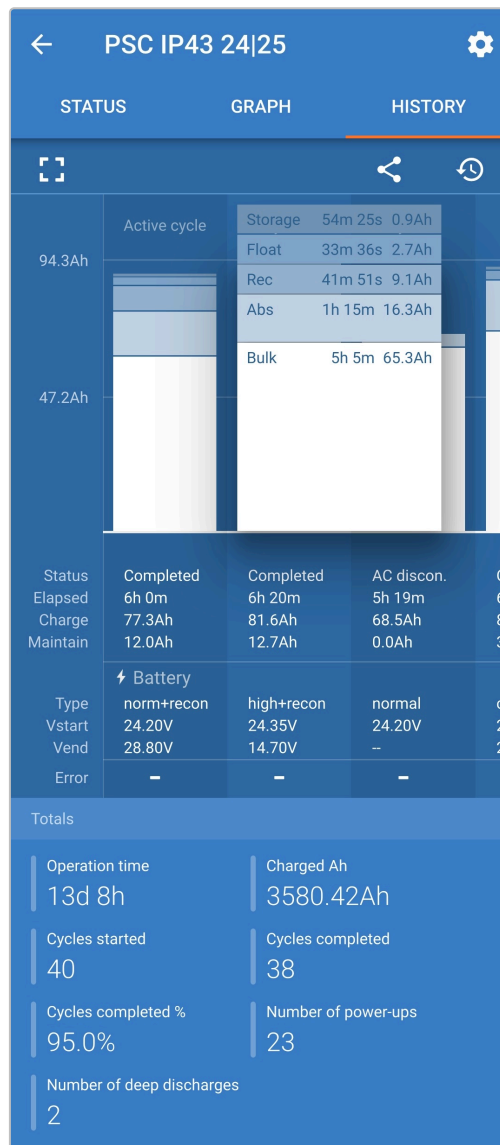 PSC IP43 24|25
STATUS GRAPH HISTORY
Active cycle
94.3Ah
47.2Ah
Storage 54m 25s 0.9Ah
Float 33m 36s 2.7Ah
Rec 41m 51s 9.1Ah
Abs 1h 15m 16.3Ah
Bulk 5h 5m 65.3Ah
Status Completed Completed AC discon.
Elapsed 6h 0m 6h 20m 5h 19m
Charge 77.3Ah 81.6Ah 68.5Ah
Maintain 12.0Ah 12.7Ah 0.0Ah
Battery
Type norm+recon high+recon normal
Vstart 24.20V 24.35V 24.20V
Vend 28.80V 14.70V --
Error – – –
Totals
Operation time Charged Ah
13d 8h 3580.42Ah
Cycles started Cycles completed
40 38
Cycles completed % Number of power-ups
95.0% 23
Number of deep discharges
2